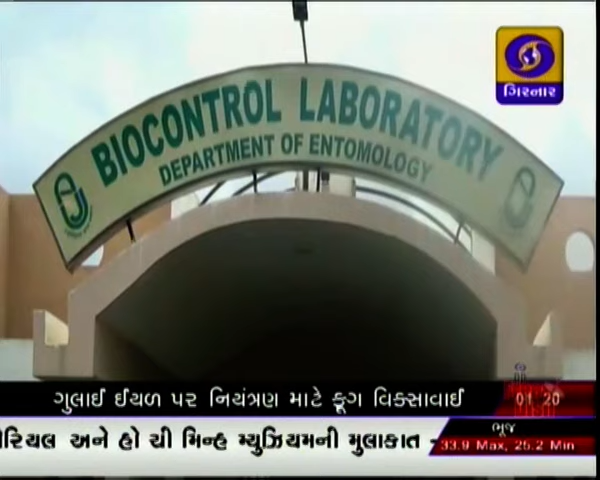 ગિરનાર
BIOCONTROL LABORATORY
DEPARTMENT OF ENTOMOLOGY
ગુલાઈ ઈયળ પર નિયંત્રણ માટે ફૂગ વિકસાવાઈ
01 20
રિયલ અને હો ચી મિન્હ મ્યુઝિયમની મુલાકાત -
ભૂજ
33.9 Max, 25.2 Min